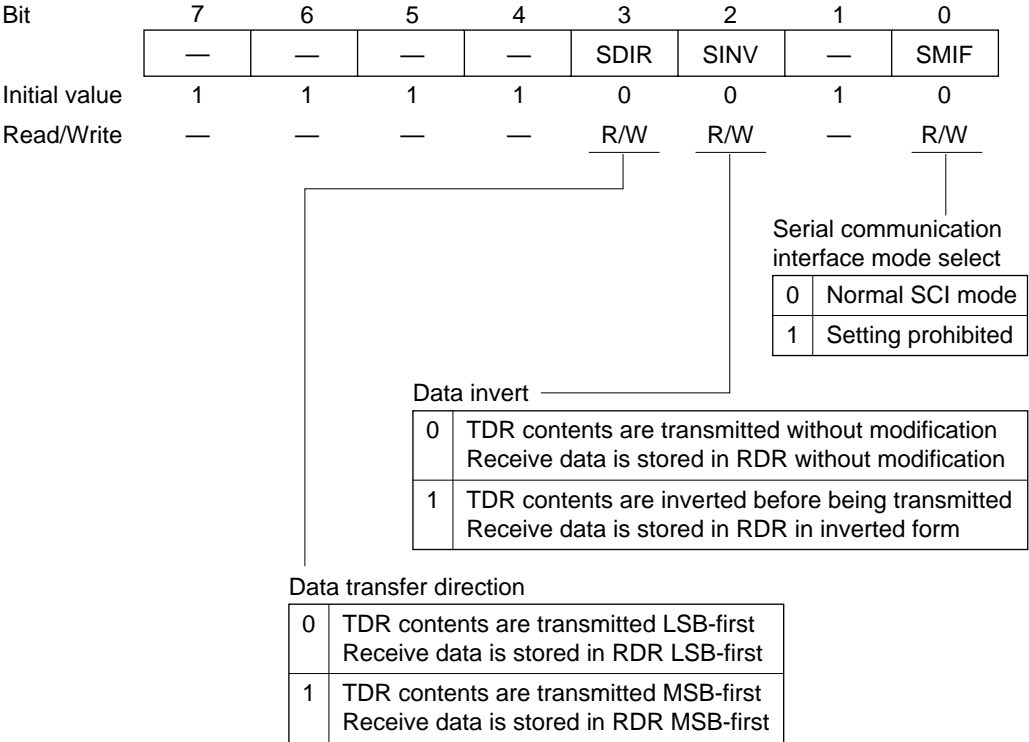 Bit 7 6 5 4 3 2 1 0
— — — — SDIR SINV — SMIF
Initial value 1 1 1 1 0 0 1 0
Read/Write — — — — R/W R/W — R/W
Serial communication
interface mode select
0 Normal SCI mode
1 Setting prohibited
Data invert
0 TDR contents are transmitted without modification
Receive data is stored in RDR without modification
1 TDR contents are inverted before being transmitted
Receive data is stored in RDR in inverted form
Data transfer direction
0 TDR contents are transmitted LSB-first
Receive data is stored in RDR LSB-first
1 TDR contents are transmitted MSB-first
Receive data is stored in RDR MSB-first